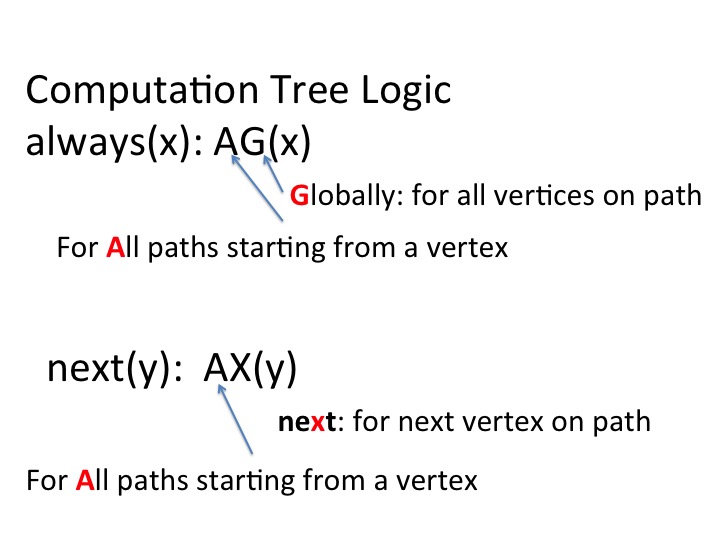 Computation Tree Logic
always(x): AG(x)
Globally: for all vertices on path
For All paths starting from a vertex
next(y): AX(y)
next: for next vertex on path
For All paths starting from a vertex